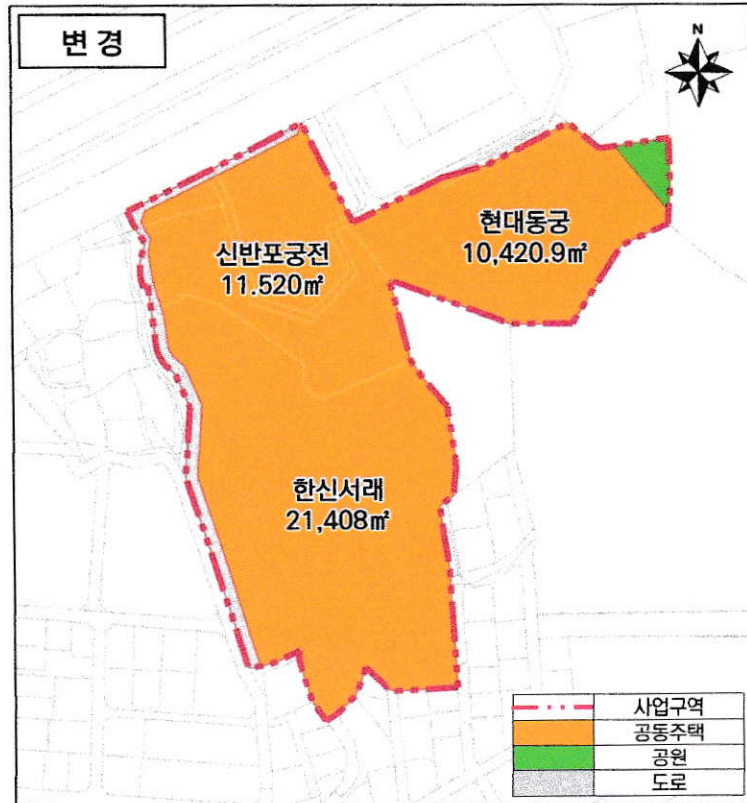 변 경
N
현대동궁
10,420.9㎡
신반포궁전
11.520㎡
한신서래
21,408㎡
사업구역
공동주택
공원
도로